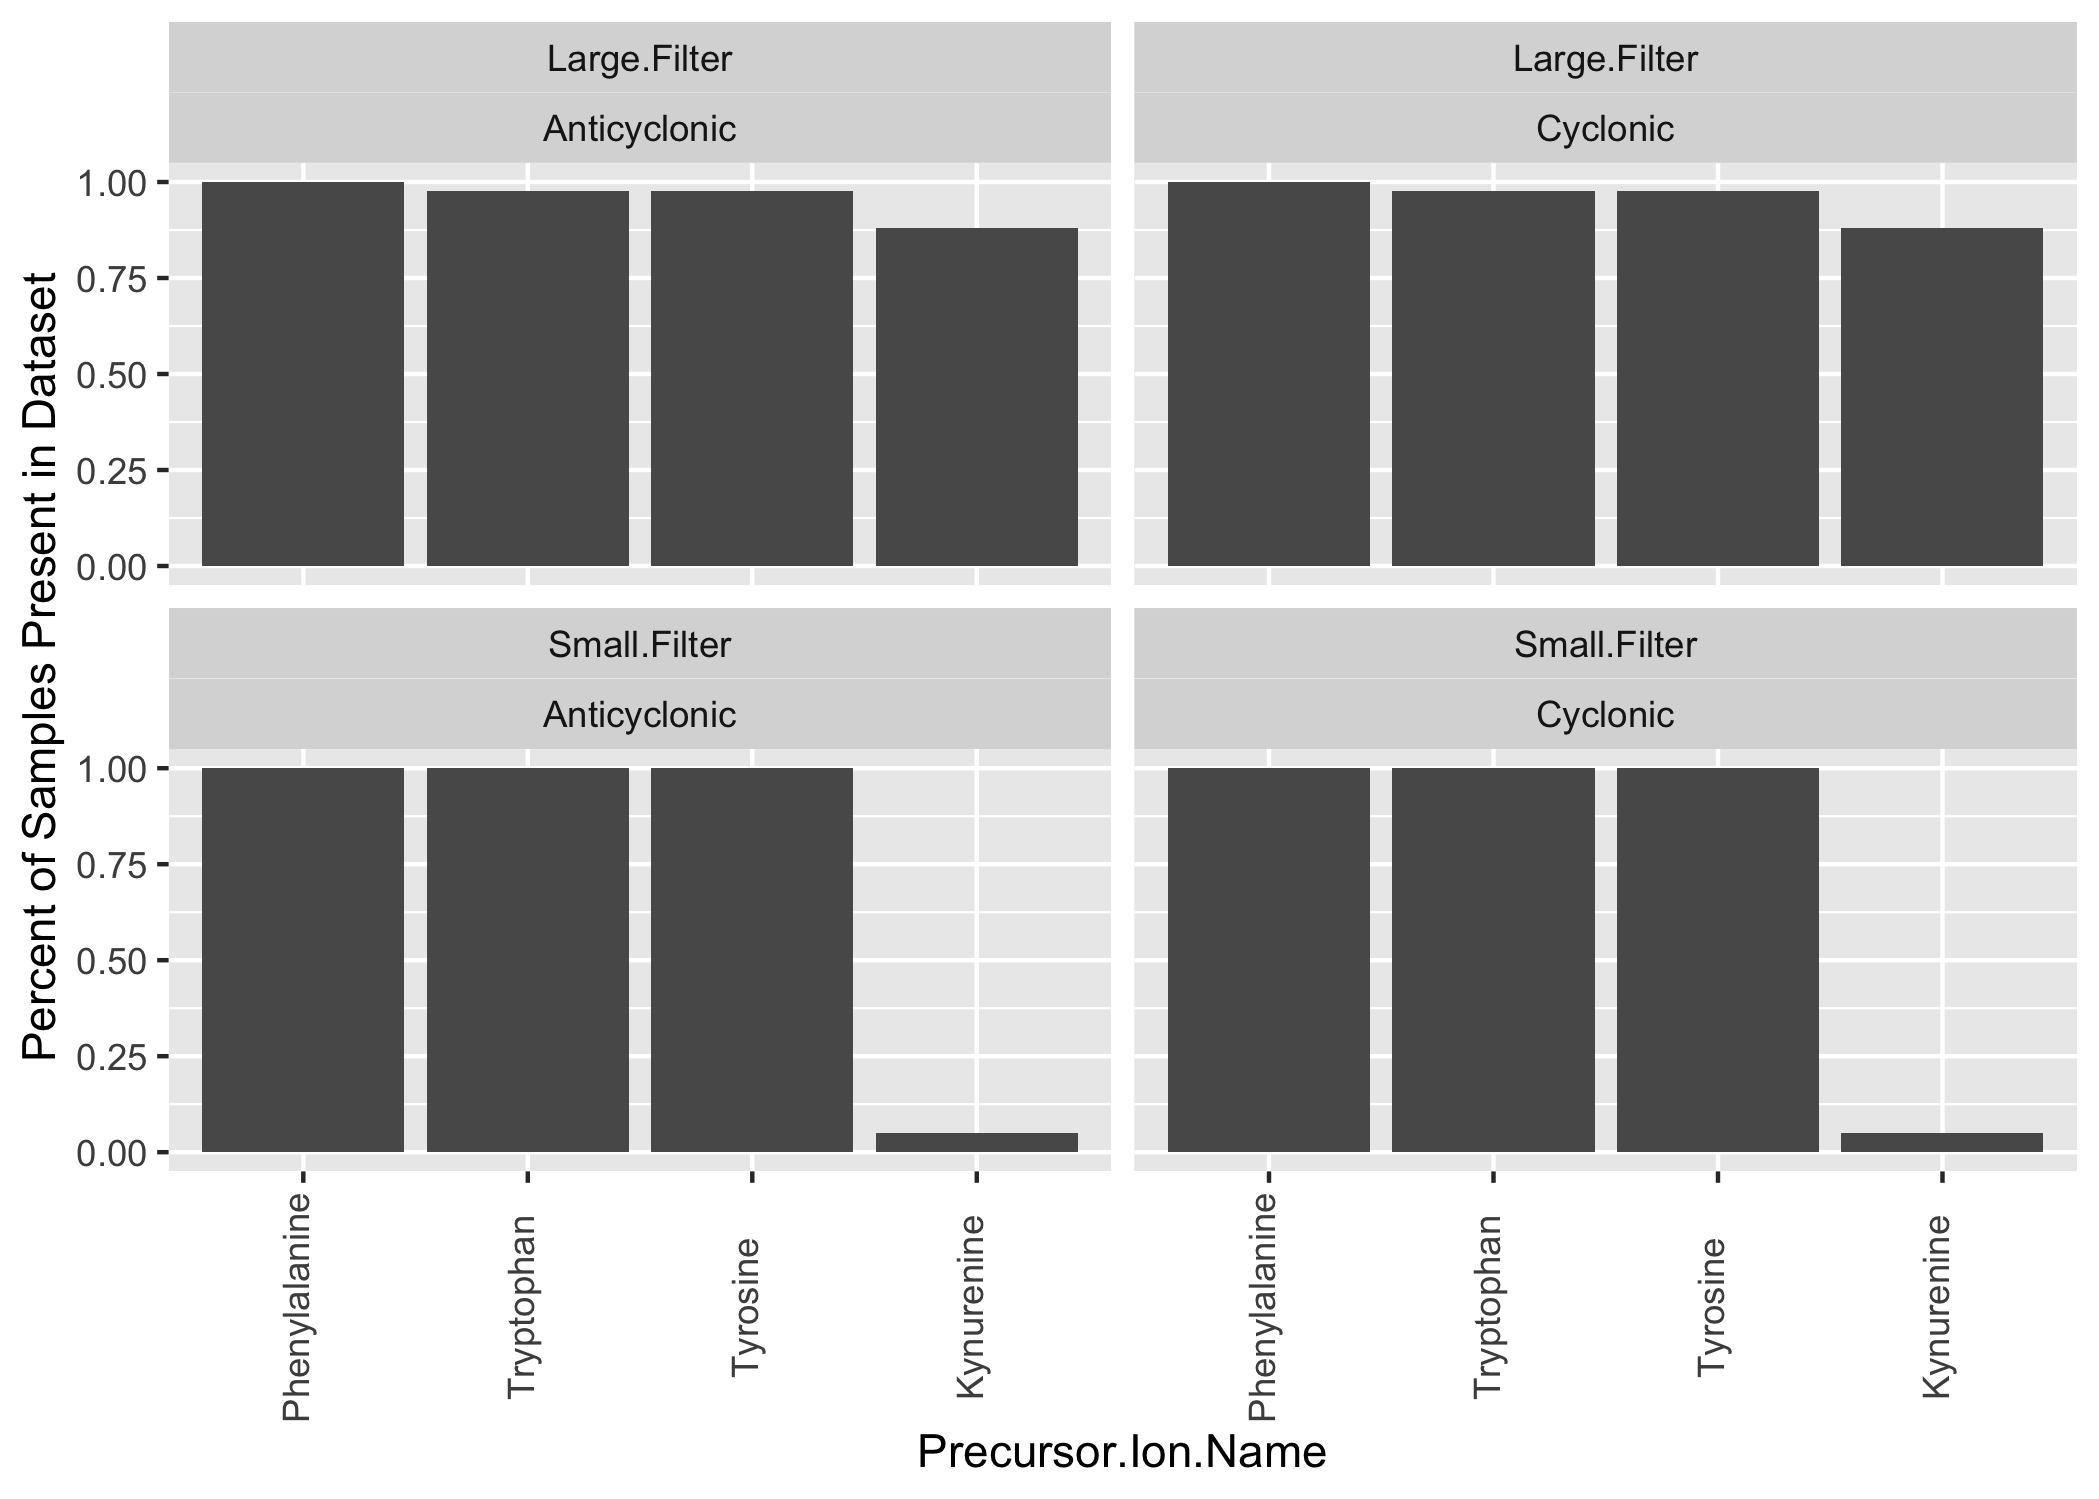 Large.Filter
Anticyclonic
Large.Filter
Cyclonic
1.00
0.75
0.50
0.25
0.00
Small.Filter
Anticyclonic
Small.Filter
Cyclonic
1.00
0.75
0.50
0.25
0.00
Percent of Samples Present in Dataset
Phenylalanine
Tryptophan
Tyrosine
Kynurenine
Phenylalanine
Tryptophan
Tyrosine
Kynurenine
Precursor.Ion.Name